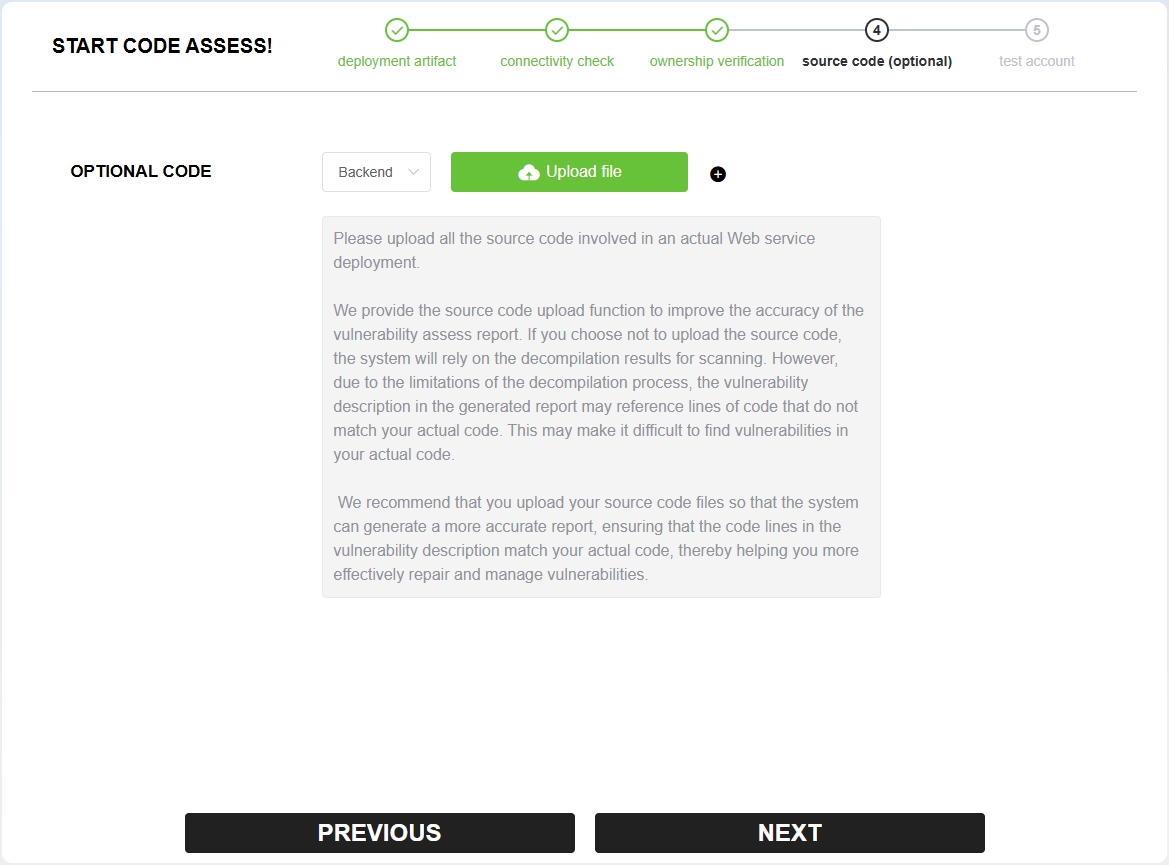 START CODE ASSESS!
4
5
deployment artifact
connectivity check
ownership verification
source code (optional)
test account
OPTIONAL CODE
Backend
Upload file
Please upload all the source code involved in an actual Web service
deployment.
We provide the source code upload function to improve the accuracy of the
vulnerability assess report. If you choose not to upload the source code,
the system will rely on the decompilation results for scanning. However,
due to the limitations of the decompilation process, the vulnerability
description in the generated report may reference lines of code that do not
match your actual code. This may make it difficult to find vulnerabilities in
your actual code.
We recommend that you upload your source code files so that the system
can generate a more accurate report, ensuring that the code lines in the
vulnerability description match your actual code, thereby helping you more
effectively repair and manage vulnerabilities.
PREVIOUS
NEXT